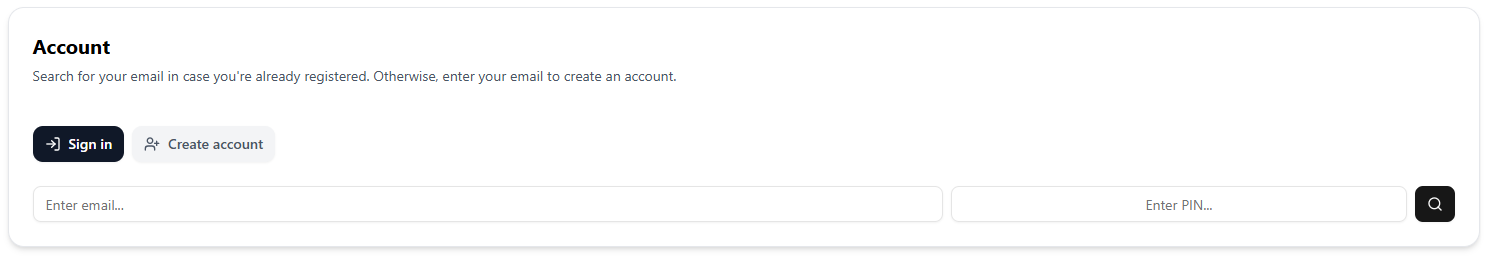 Account
Search for your email in case you're already registered. Otherwise, enter your email to create an account.
Sign in
Create account
Enter email...
Enter PIN...